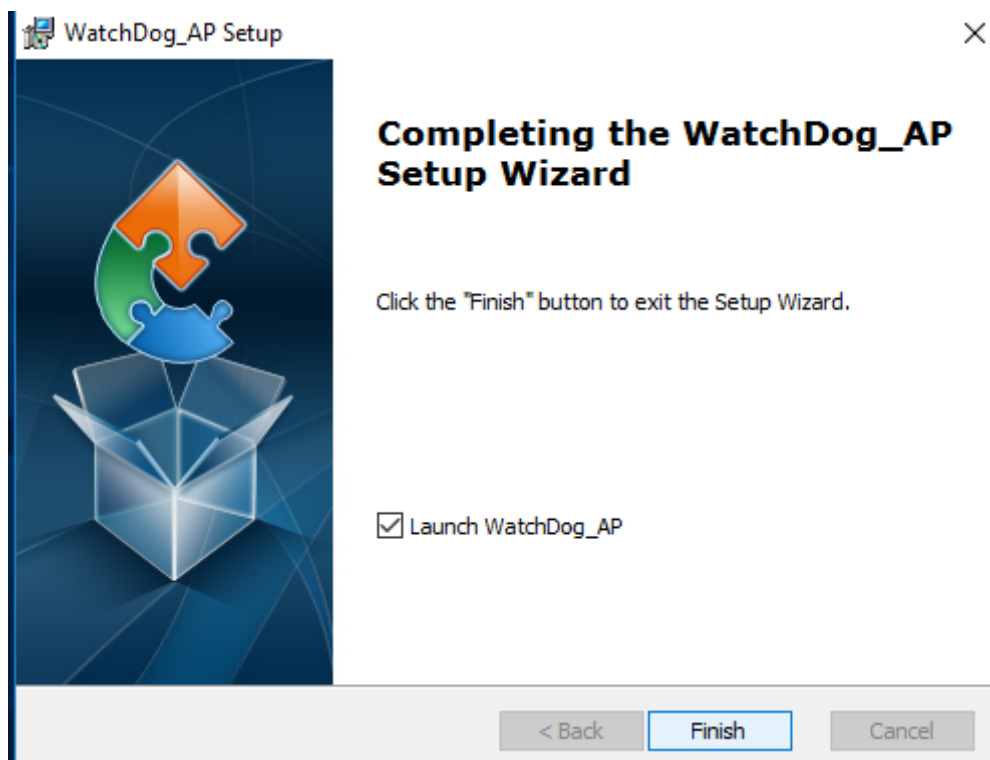 WatchDog_AP Setup
Completing the WatchDog_AP
Setup Wizard
Click the "Finish" button to exit the Setup Wizard.
Launch WatchDog_AP
< Back Finish Cancel